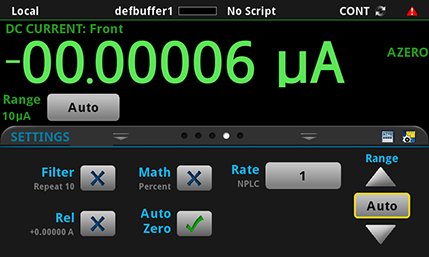 Local defbuffer1 No Script CONT
DC CURRENT: Front
-00.00006 µA
AZERO
Range Auto
10µA
SETTINGS
Filter Math Rate 1 Range
Repeat 10 Percent NPLC
Auto
Rel Auto Zero
+0.00000 A